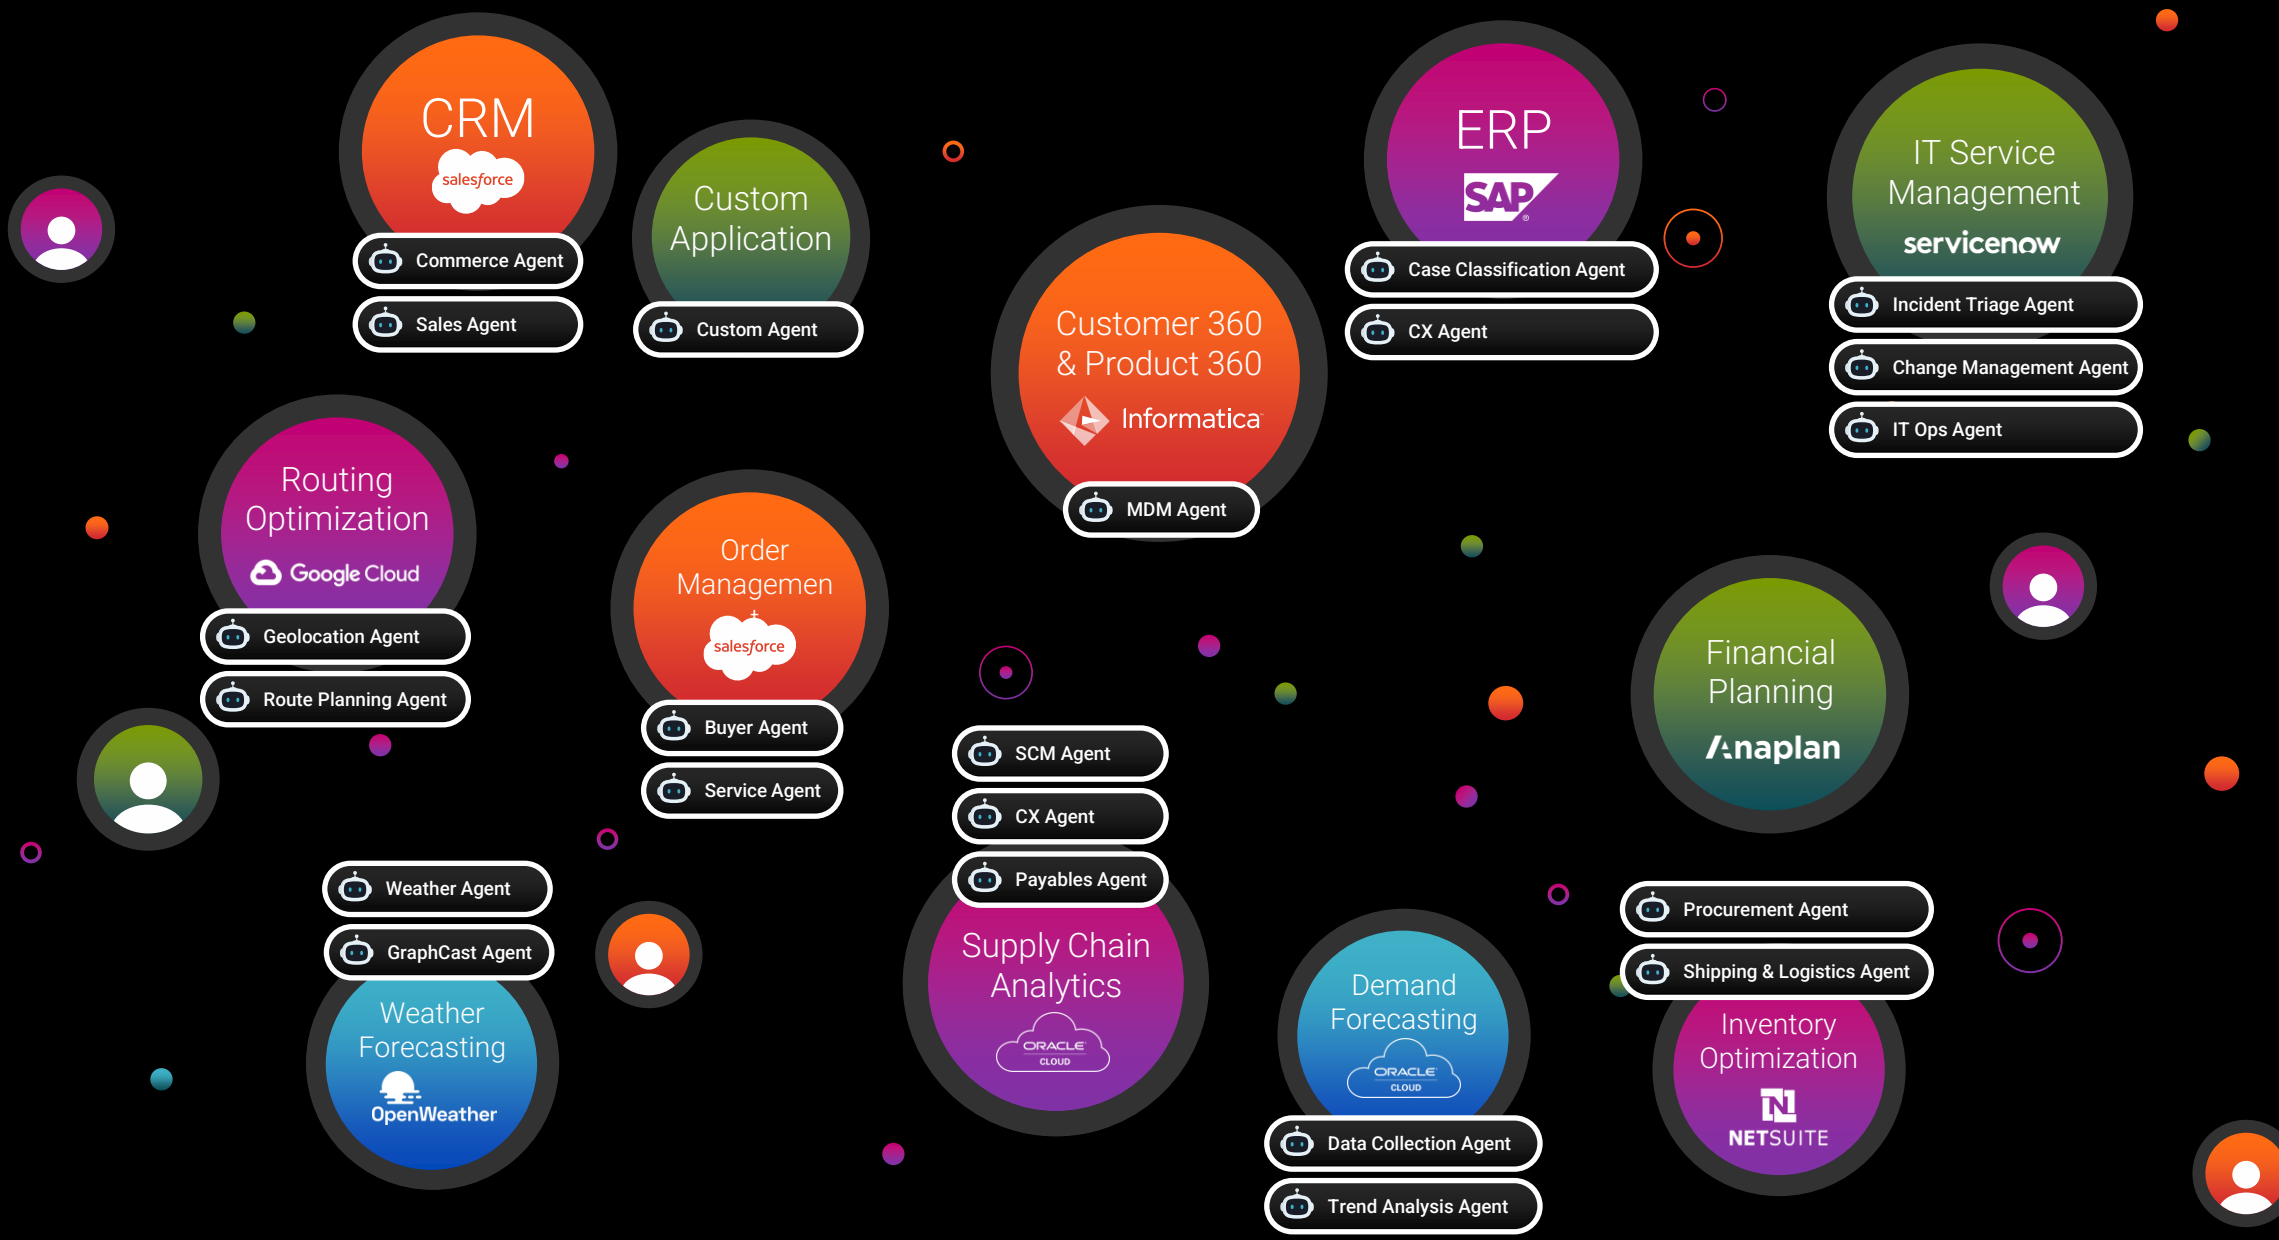 CRM
salesforce
Commerce Agent
Sales Agent
Custom
Application
Custom Agent
Customer 360
& Product 360
Informatica
MDM Agent
ERP
SAP
®
Case Classification Agent
CX Agent
IT Service
Management
servicenow
Incident Triage Agent
Change Management Agent
IT Ops Agent
Routing
Optimization
Google Cloud
Geolocation Agent
Route Planning Agent
Order
Managemen
t
salesforce
Buyer Agent
Service Agent
Financial
Planning
Anaplan
SCM Agent
CX Agent
Payables Agent
Supply Chain
Analytics
ORACLE
CLOUD
Weather Agent
GraphCast Agent
Weather
Forecasting
OpenWeather
Demand
Forecasting
ORACLE
CLOUD
Data Collection Agent
Trend Analysis Agent
Procurement Agent
Shipping & Logistics Agent
Inventory
Optimization
N
NETSUITE